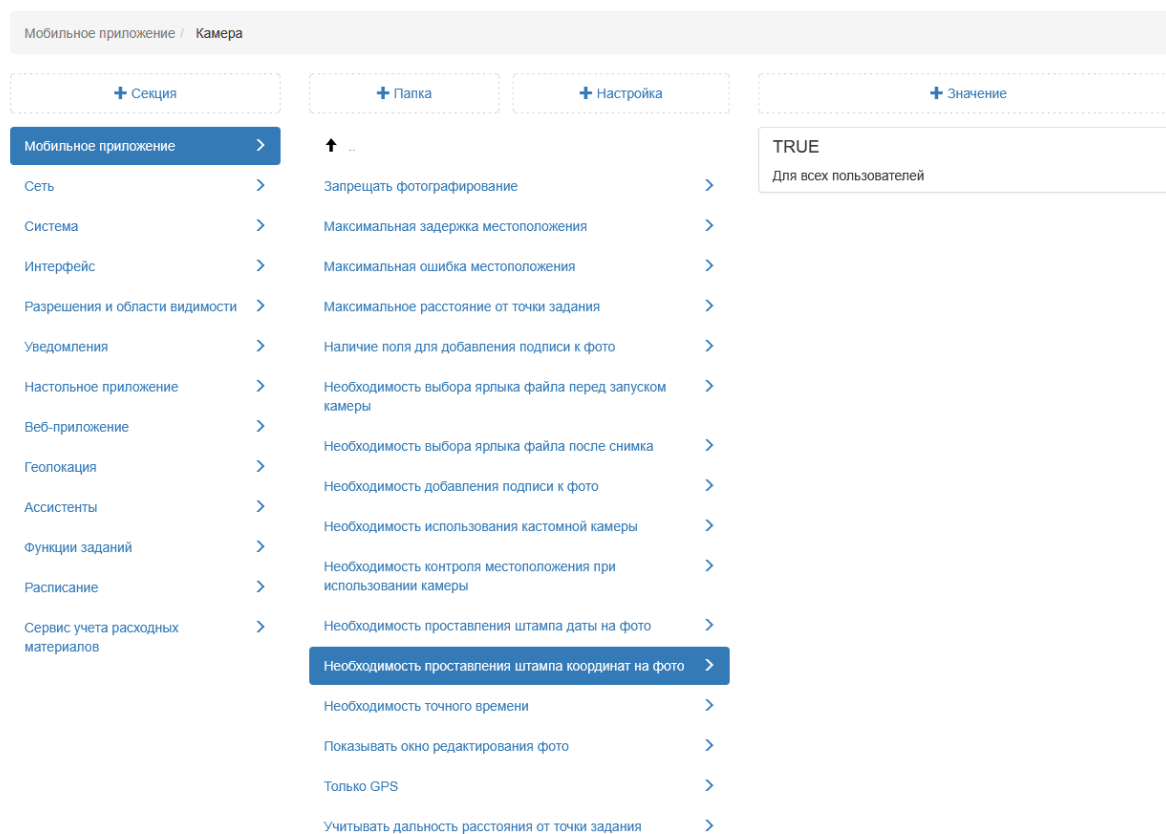 Мобильное приложение / Камера
Секция
Папка
Настройка
Значение
Мобильное приложение
Сеть
Система
Интерфейс
Разрешения и области видимости
Уведомления
Настольное приложение
Веб-приложение
Геолокация
Ассистенты
Функции заданий
Расписание
Сервис учета расходных
материалов
..
Запрещать фотографирование
Максимальная задержка местоположения
Максимальная ошибка местоположения
Максимальное расстояние от точки задания
Наличие поля для добавления подписи к фото
Необходимость выбора ярлыка файла перед запуском
камеры
Необходимость выбора ярлыка файла после снимка
Необходимость добавления подписи к фото
Необходимость использования кастомной камеры
Необходимость контроля местоположения при
использовании камеры
Необходимость проставления штампа даты на фото
Необходимость проставления штампа координат на фото
Необходимость точного времени
Показывать окно редактирования фото
Только GPS
Учитывать дальность расстояния от точки задания
TRUE
Для всех пользователей